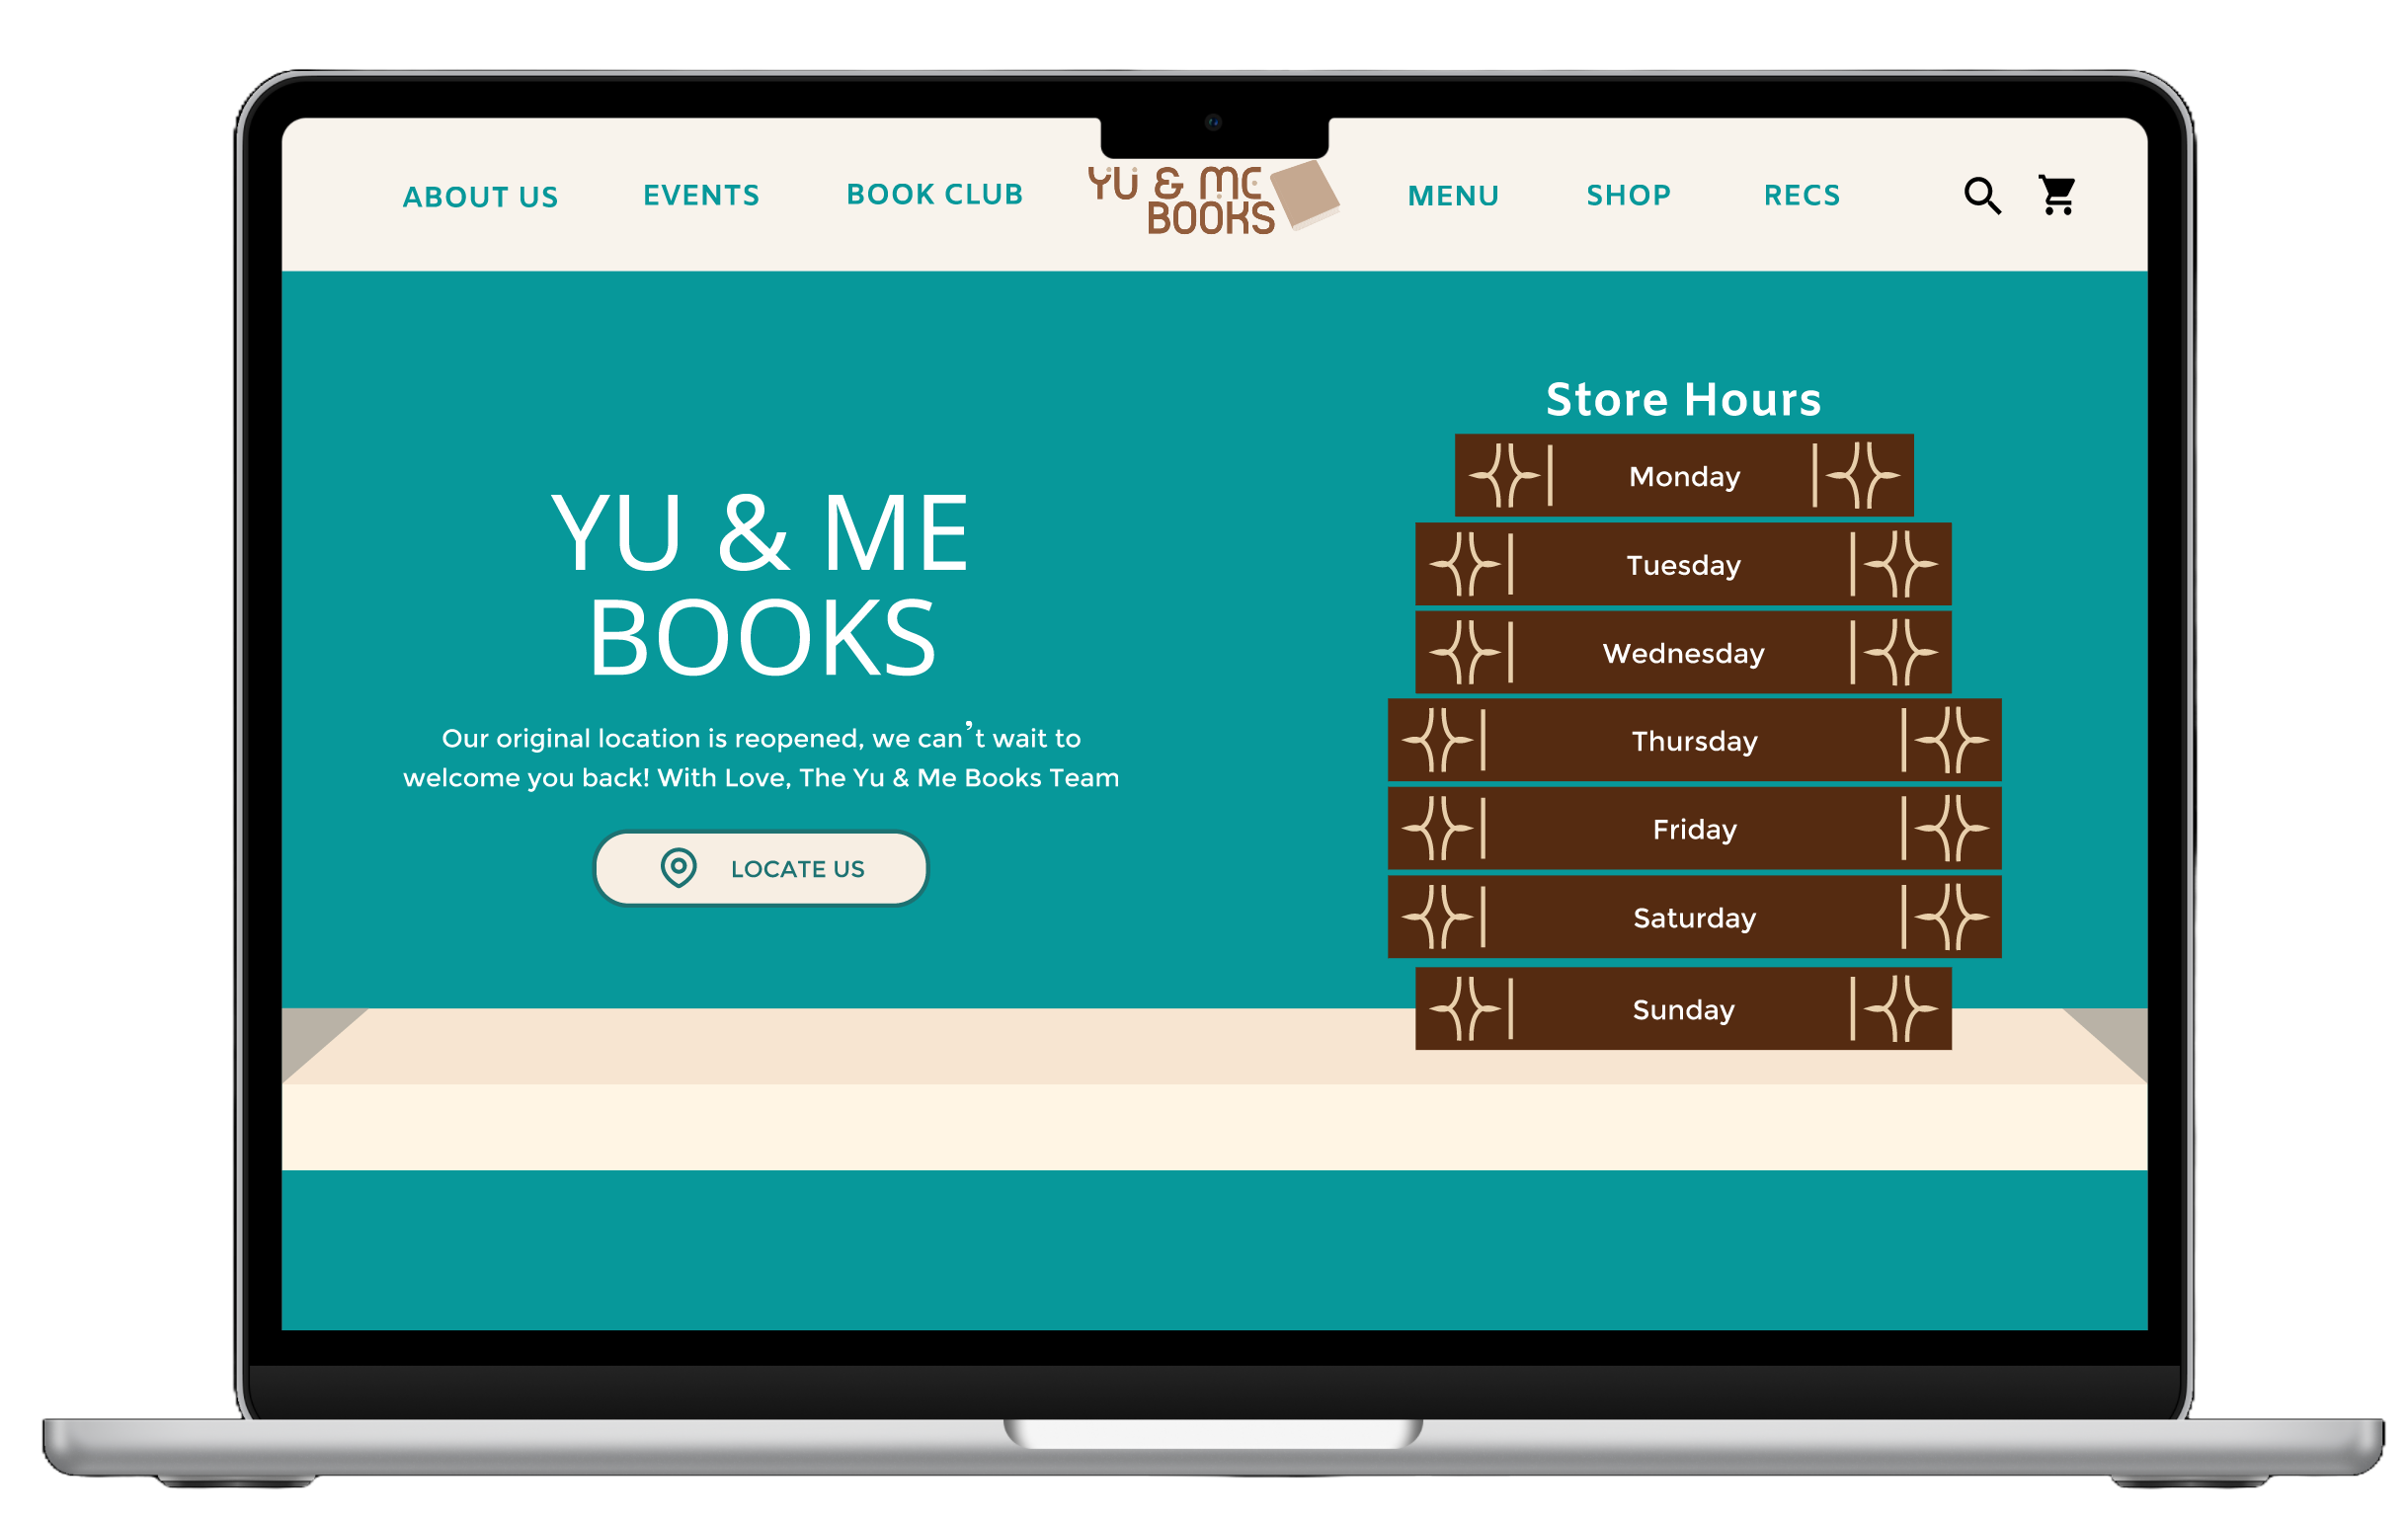 ABOUT US
EVENTS
BOOK CLUB
YU & ME
BOOKS
MENU
SHOP
RECS
YU & ME
BOOKS
Our original location is reopened, we can’t wait to
welcome you back! With Love, The Yu & Me Books Team
LOCATE US
Store Hours
Monday
Tuesday
Wednesday
Thursday
Friday
Saturday
Sunday